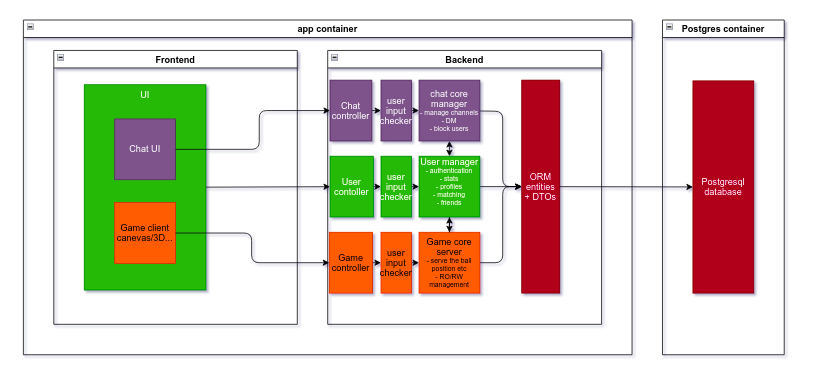 app container
Postgres container
Frontend
Backend
UI
Chat UI
Game client
canevas/3D...
Chat
controller
user
input
checker
chat core
manager
- manage channels
- DM
- block users
User
contoller
user
input
checker
User manager
- authentication
- stats
- profiles
- matching
- friends
Game
controller
user
input
checker
Game core
server
- serve the ball
position etc
- RO/RW
management
ORM
entities
+ DTOs
Postgresql
database